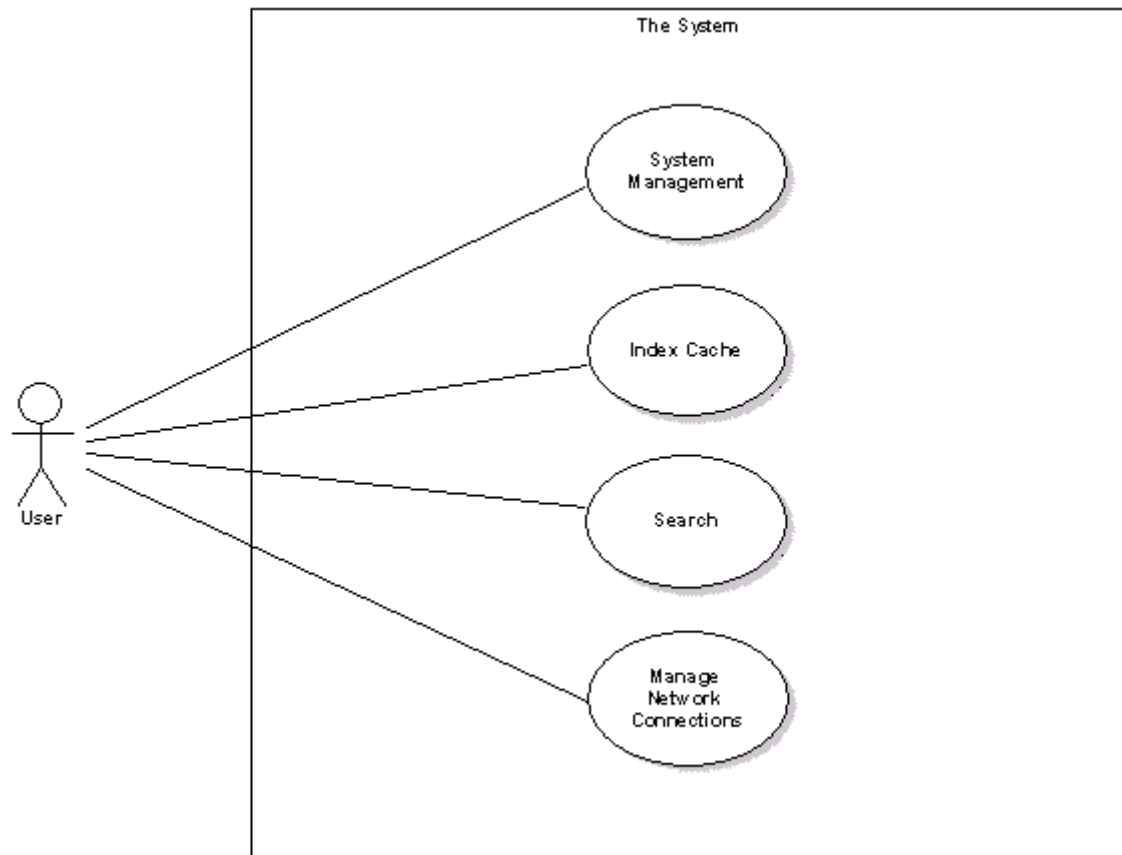 The System
System
Management
Index Cache
Search
User
Manage
Network
Connections